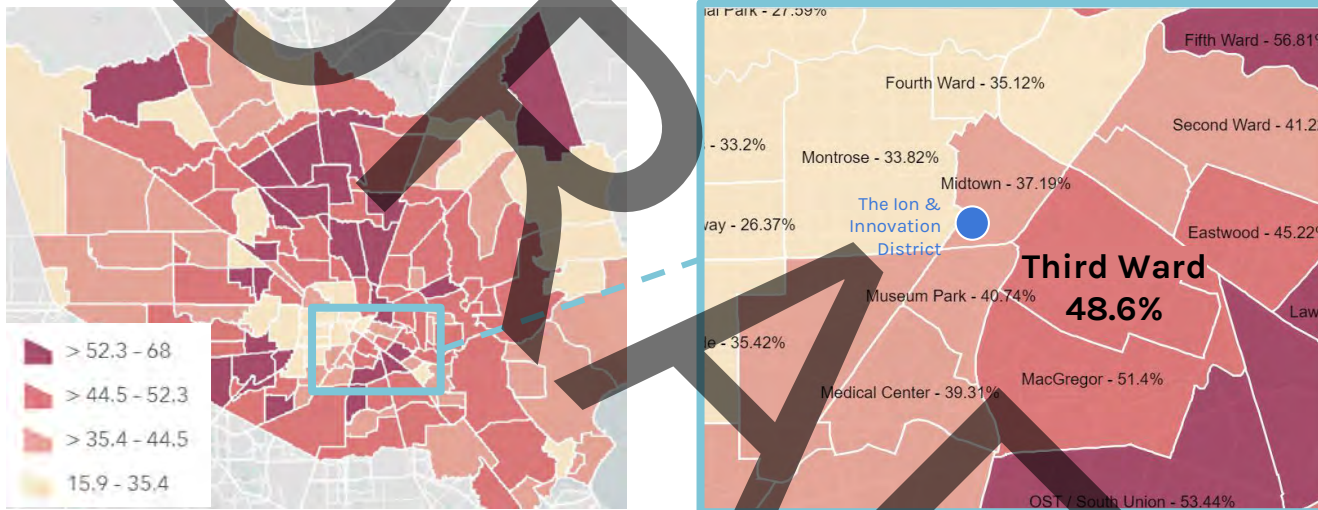 > 52.3 - 68
> 44.5 - 52.3
> 35.4 - 44.5
15.9 - 35.4
Park - 27.59%
Fifth Ward - 56.81%
Fourth Ward - 35.12%
Second Ward - 41.2
- 33.2%
Montrose - 33.82%
Midtown - 37.19%
The Ion &
Innovation
District
- 26.37%
Eastwood - 45.22%
Third Ward
48.6%
Museum Park - 40.74%
Law
- 35.42%
MacGregor - 51.4%
Medical Center - 39.31%
OST / South Union - 53.44%